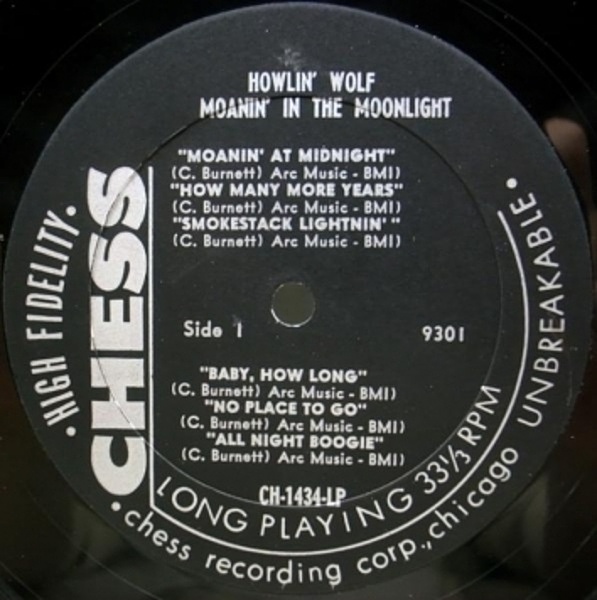 HOWLIN' WOLF
MOANIN' IN THE MOONLIGHT
"MOANIN' AT MIDNIGHT"
(C. Burnett) Arc Music - BMI)
"HOW MANY MORE YEARS"
(C. Burnett) Arc Music - BMI)
"SMOKESTACK LIGHTNIN' "
(C. Burnett) Arc Music - BMI)
Side 1
9301
"BABY, HOW LONG"
(C. Burnett) Arc Music - BMI)
"NO PLACE TO GO"
(C. Burnett) Arc Music - BMI)
"ALL NIGHT BOOGIE"
(C. Burnett) Arc Music - BMI)
CH-1434-LP
CHESS
• HIGH FIDELITY •
LONG PLAYING 33⅓ RPM
• chess recording corp., chicago UNBREAKABLE •